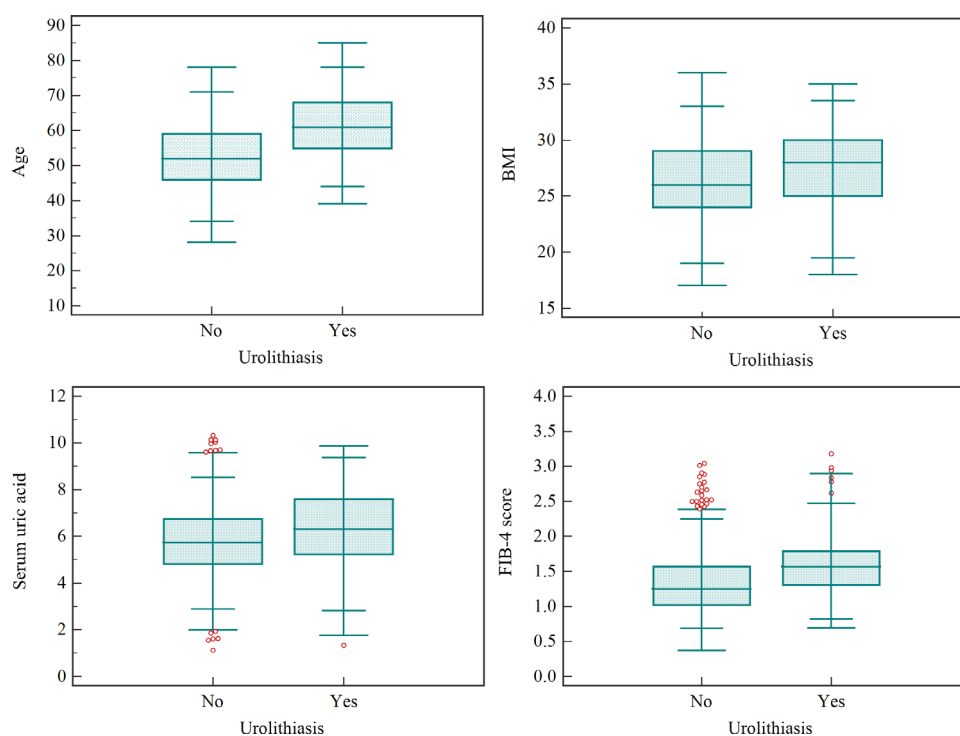 Age
90
80
70
60
50
40
30
20
10
No Yes
Urolithiasis
BMI
40
35
30
25
20
15
No Yes
Urolithiasis
Serum uric acid
12
10
8
6
4
2
0
No Yes
Urolithiasis
FIB-4 score
4.0
3.5
3.0
2.5
2.0
1.5
1.0
0.5
0.0
No Yes
Urolithiasis